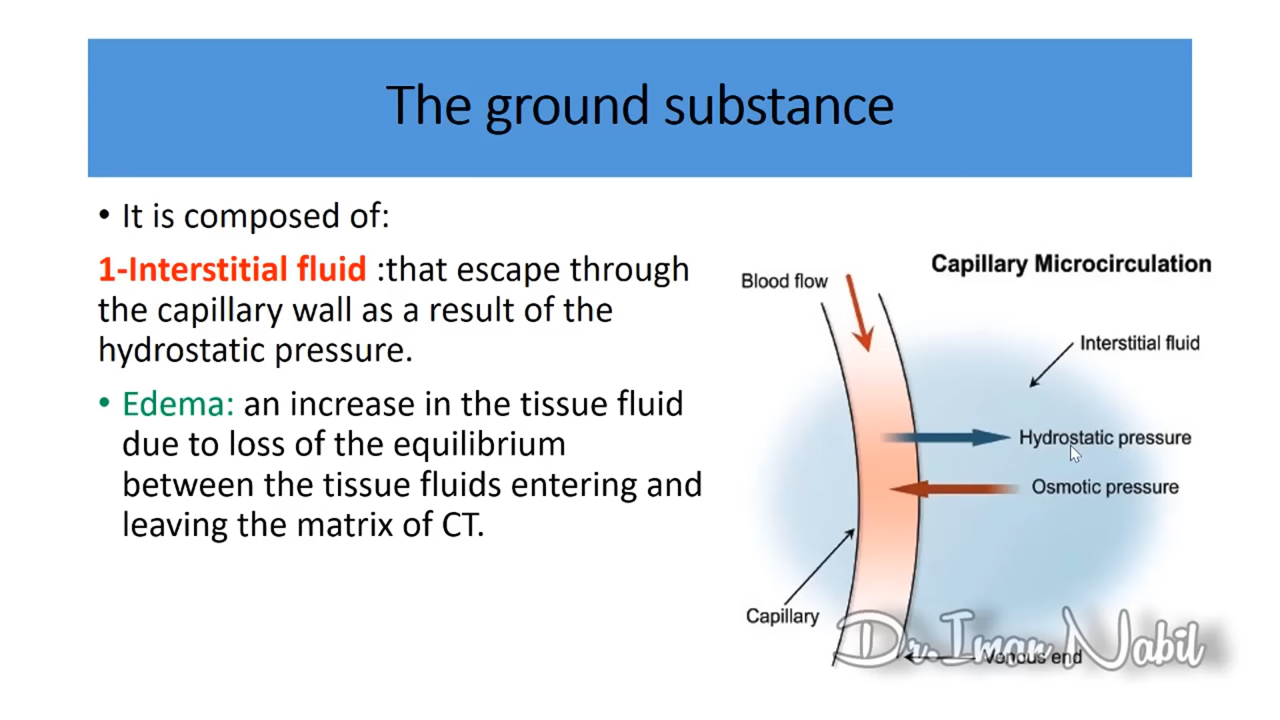 The ground substance
• It is composed of:
1-Interstitial fluid :that escape through
the capillary wall as a result of the
hydrostatic pressure.
• Edema: an increase in the tissue fluid
due to loss of the equilibrium
between the tissue fluids entering and
leaving the matrix of CT.
Capillary Microcirculation
Blood flow
Interstitial fluid
Hydrostatic pressure
Osmotic pressure
Capillary
Venous end
Dr.Iman Nabil